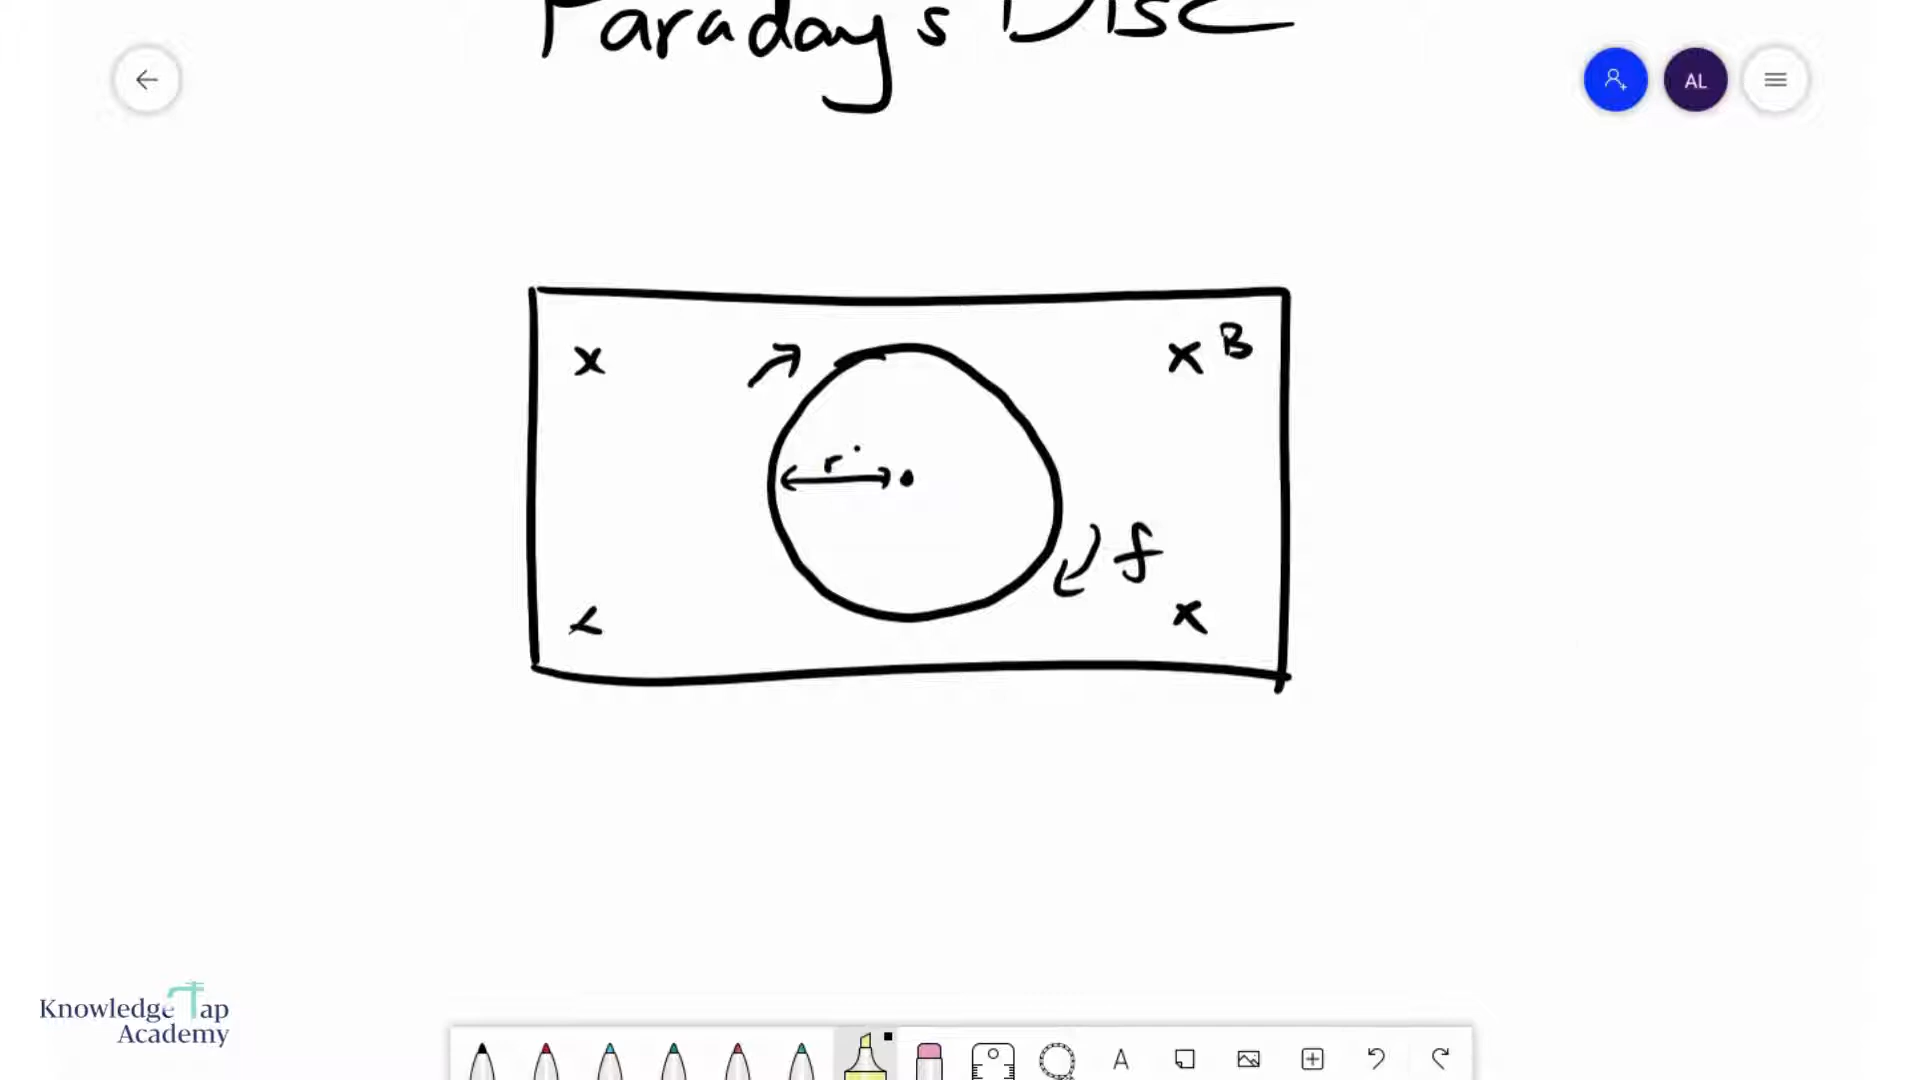 Faraday's Disc
AL
x
x B
r
f
x
x
Knowledge Tap
Academy
A